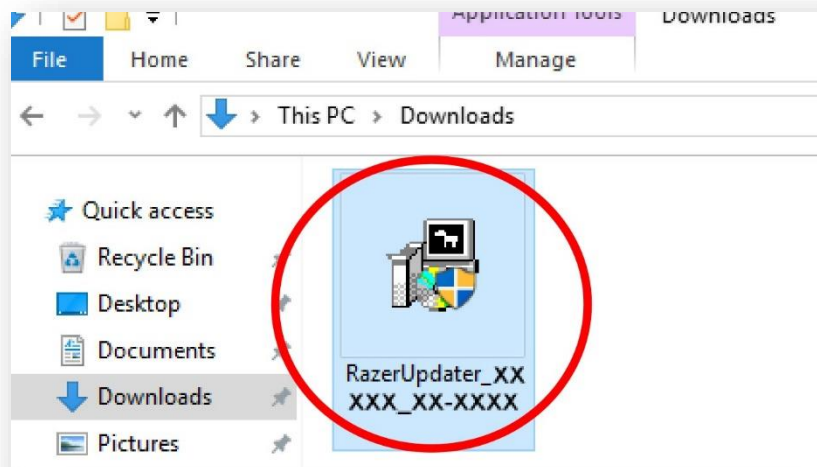 Application Tools
Downloads
File Home Share View Manage
This PC > Downloads
Quick access
Recycle Bin
Desktop
Documents
Downloads
Pictures
RazerUpdater_XX
XXX_XX-XXXX